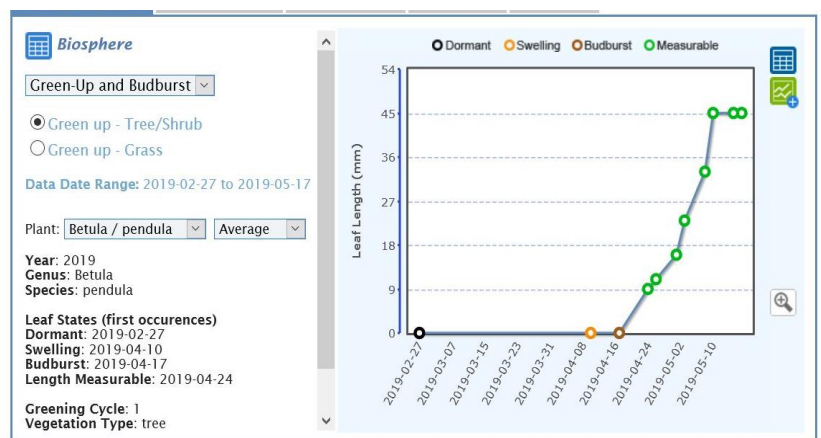 Biosphere
Green-Up and Budburst
Green up - Tree/Shrub
Green up - Grass
Data Date Range: 2019-02-27 to 2019-05-17
Plant: Betula / pendula Average
Year: 2019
Genus: Betula
Species: pendula
Leaf States (first occurences)
Dormant: 2019-02-27
Swelling: 2019-04-10
Budburst: 2019-04-17
Length Measurable: 2019-04-24
Greening Cycle: 1
Vegetation Type: tree
Dormant Swelling Budburst Measurable
Leaf Length (mm)
54
45
36
27
18
9
0
2019-02-27
2019-03-07
2019-03-15
2019-03-23
2019-03-31
2019-04-08
2019-04-16
2019-04-24
2019-05-02
2019-05-10